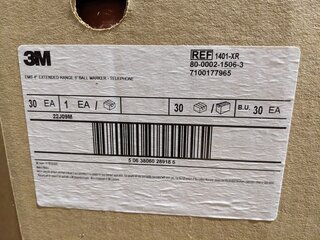 3M
REF 1401-XR
80-0002-1506-3
7100177965
EMS 4" EXTENDED RANGE 5' BALL MARKER - TELEPHONE
30 EA 1 EA / 30 / B.U. 30 EA
22J09M